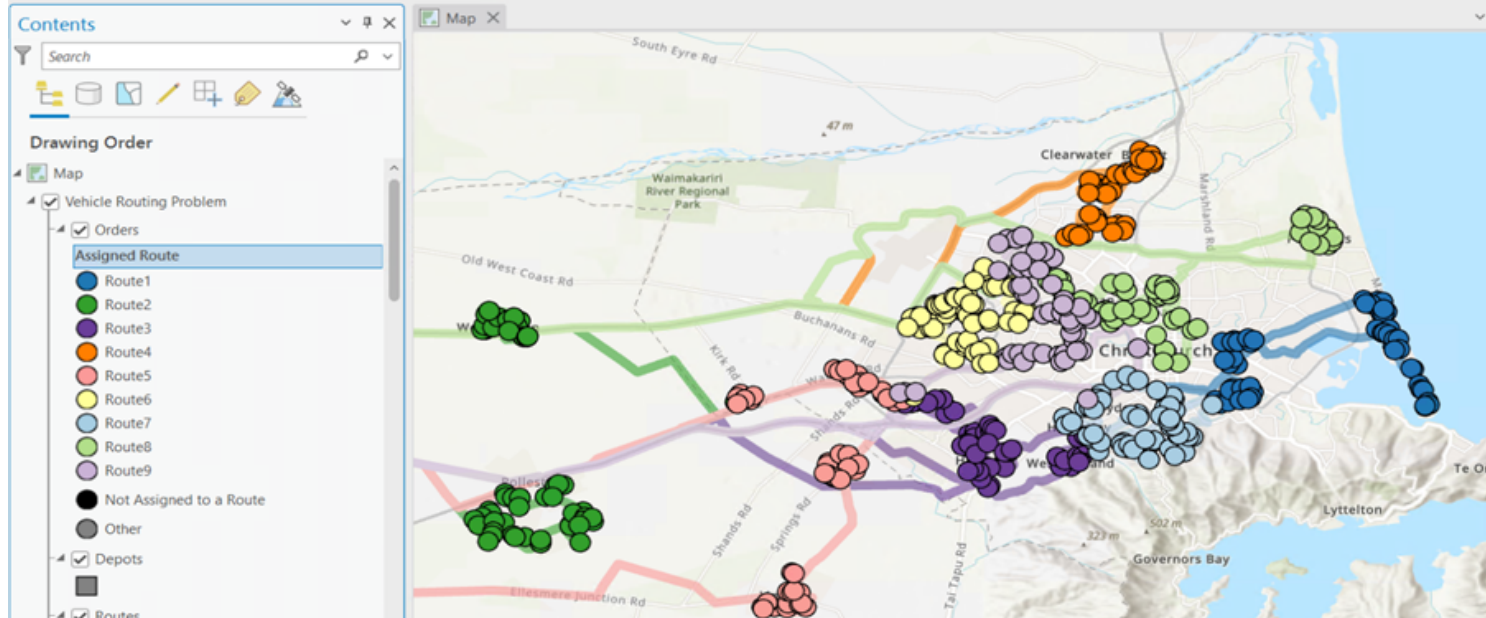 Contents
Search
Drawing Order
Map
Vehicle Routing Problem
Orders
Assigned Route
Route1
Route2
Route3
Route4
Route5
Route6
Route7
Route8
Route9
Not Assigned to a Route
Other
Depots
Routes
Map
South Eyre Rd
47 m
Clearwater
Waimakariri
River Regional
Park
Marshland Rd
Old West Coast Rd
Buchanans Rd
Kirk Rd
Shands Rd
Shands Rd
Springs Rd
Ellesmere Junction Rd
Tai Tapu Rd
502 m
323 m
Lyttelton
Governors Bay